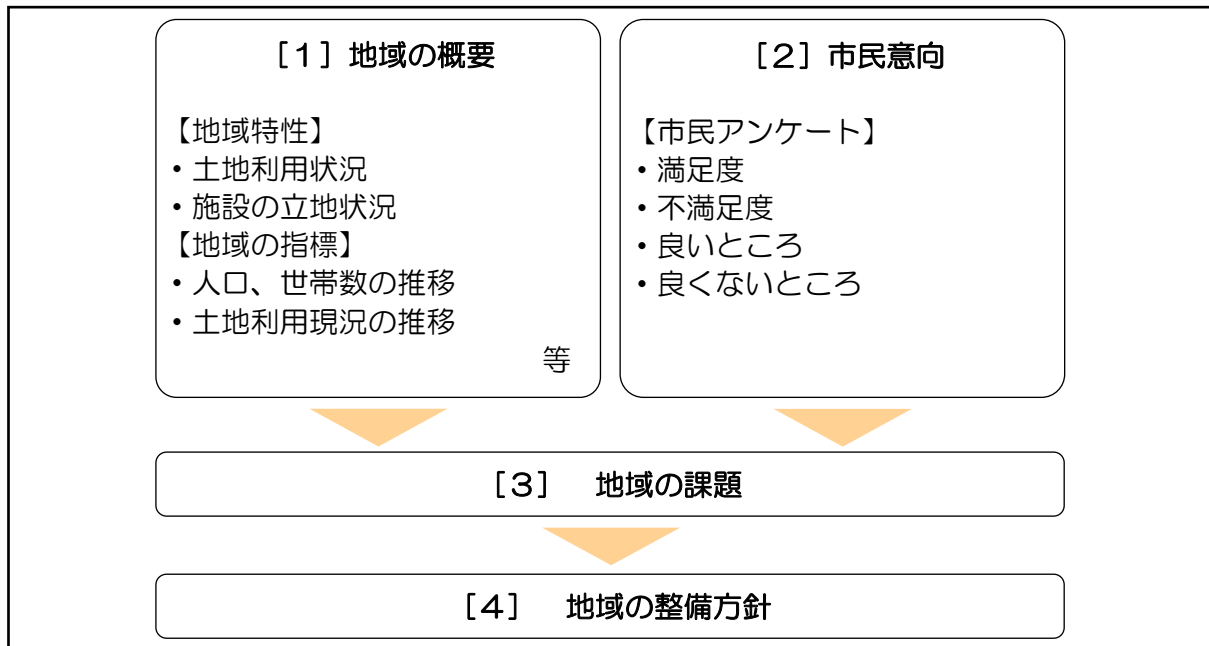 ［１］地域の概要
【地域特性】
・土地利用状況
・施設の立地状況
【地域の指標】
・人口、世帯数の推移
・土地利用現況の推移
等
［２］市民意向
【市民アンケート】
・満足度
・不満足度
・良いところ
・良くないところ
［３］　地域の課題
［４］　地域の整備方針